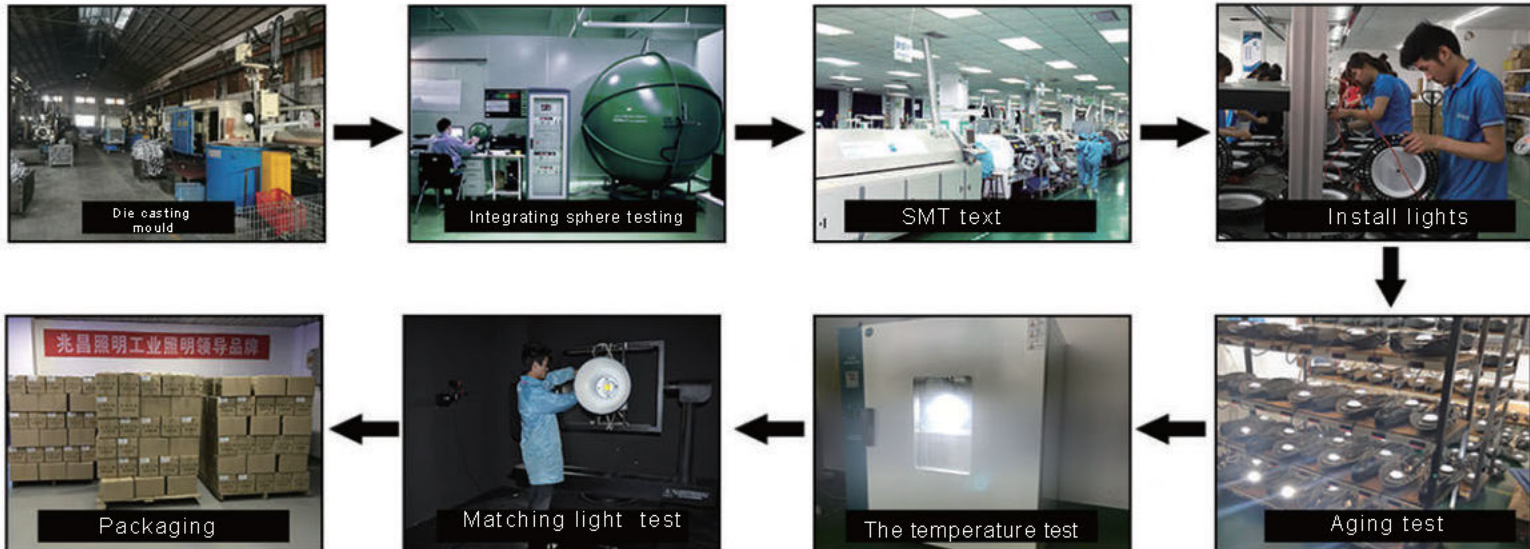 Die casting
mould
Integrating sphere testing
SMT text
Install lights
Aging test
The temperature test
Matching light test
兆昌照明工业照明领导品牌
Packaging